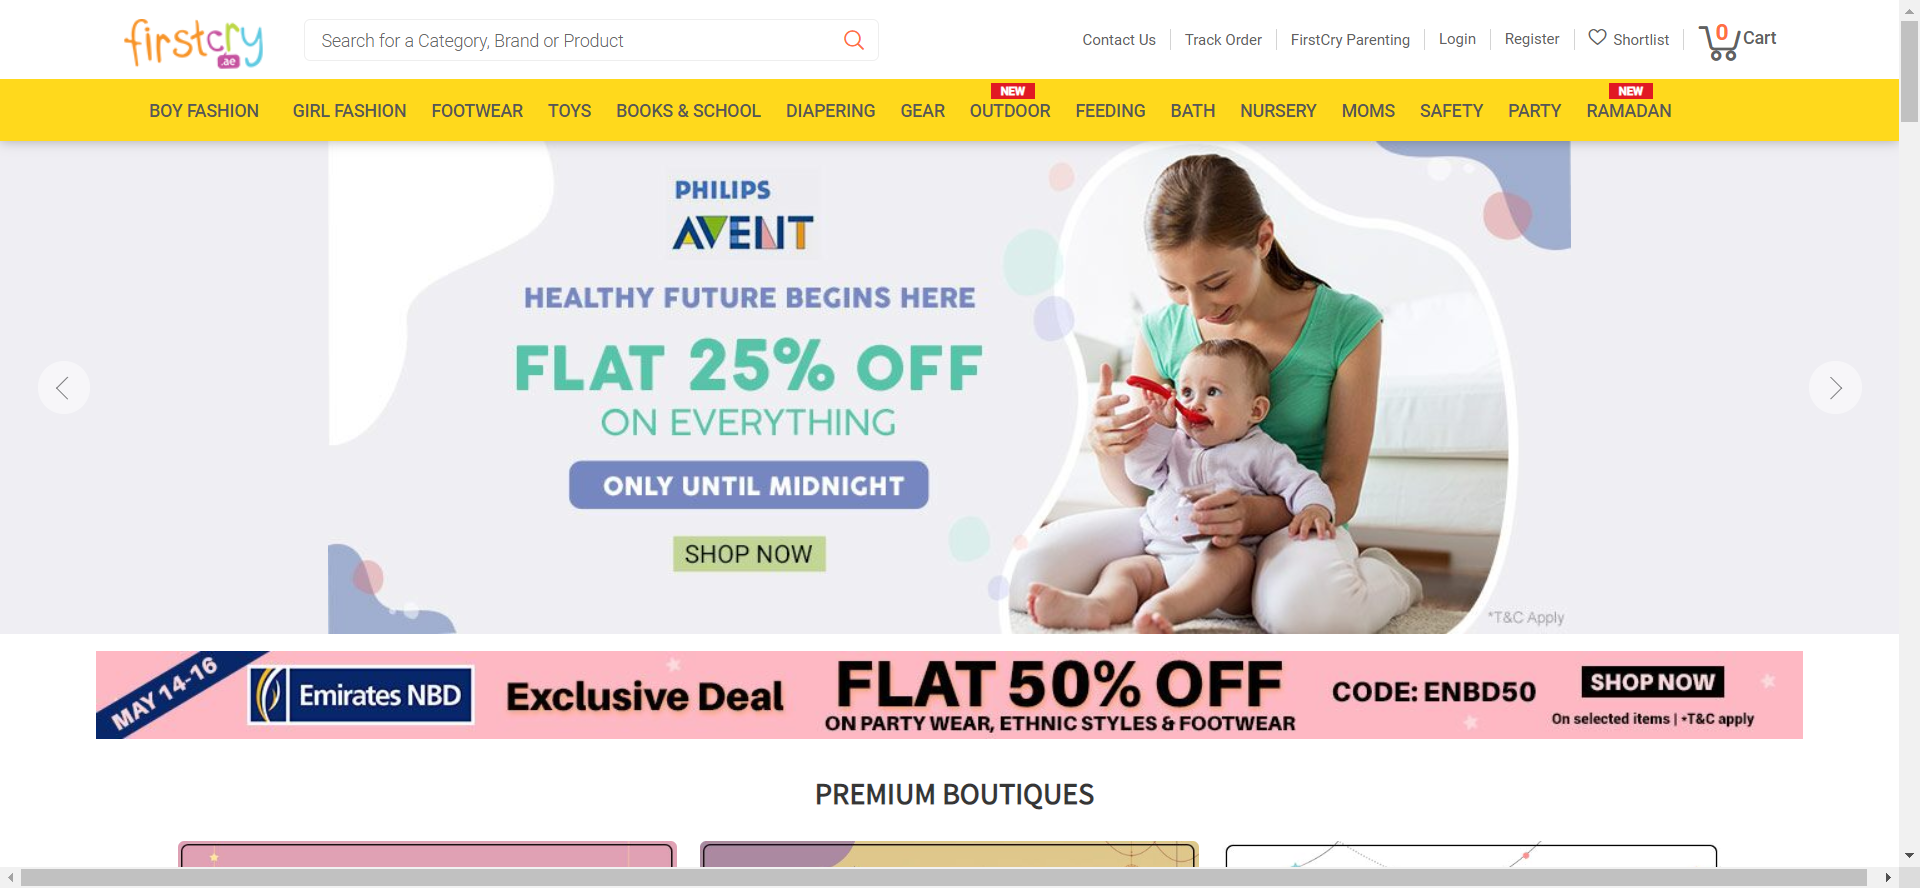 firstcry
.ae
Search for a Category, Brand or Product
Contact Us
Track Order
FirstCry Parenting
Login
Register
Shortlist
0
Cart
BOY FASHION
GIRL FASHION
FOOTWEAR
TOYS
BOOKS & SCHOOL
DIAPERING
GEAR
NEW
OUTDOOR
FEEDING
BATH
NURSERY
MOMS
SAFETY
PARTY
NEW
RAMADAN
PHILIPS
AVENT
HEALTHY FUTURE BEGINS HERE
FLAT 25% OFF
ON EVERYTHING
ONLY UNTIL MIDNIGHT
SHOP NOW
*T&C Apply
MAY 14-16
Emirates NBD
Exclusive Deal
FLAT 50% OFF
ON PARTY WEAR, ETHNIC STYLES & FOOTWEAR
CODE: ENBD50
SHOP NOW
On selected items | *T&C apply
PREMIUM BOUTIQUES